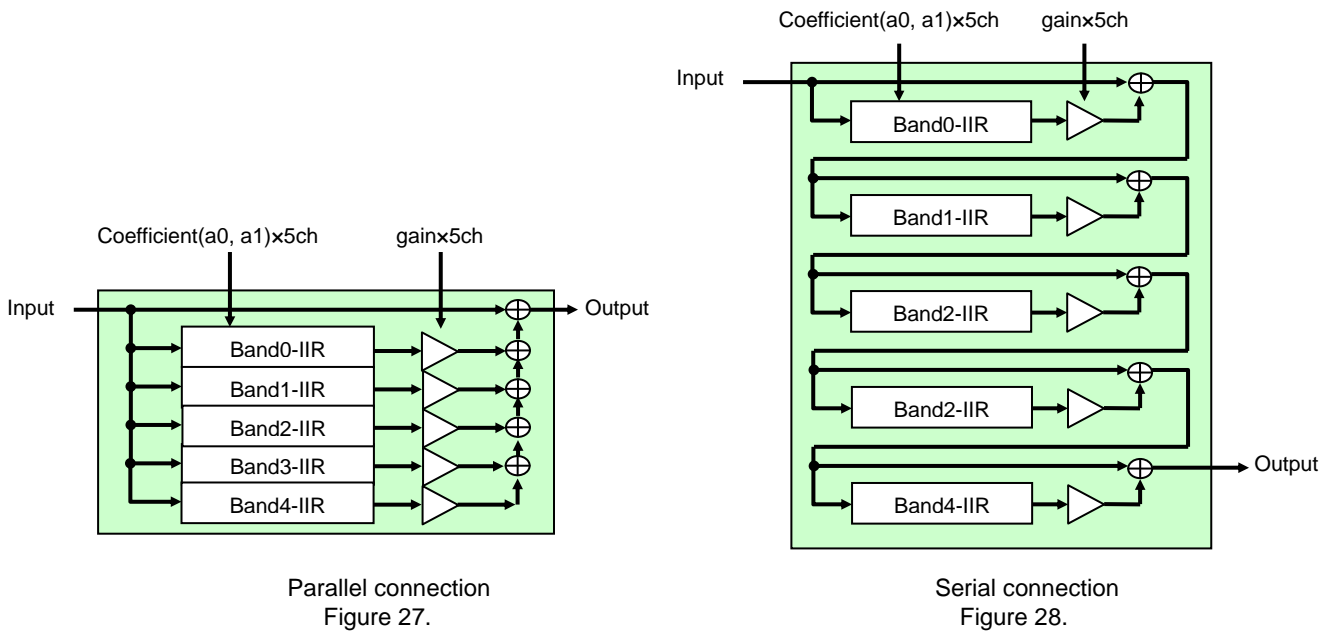 Coefficient(a0, a1)×5ch gain×5ch
Input Output
Band0-IIR
Band1-IIR
Band2-IIR
Band3-IIR
Band4-IIR
Parallel connection
Figure 27.
Coefficient(a0, a1)×5ch gain×5ch
Input
Band0-IIR
Band1-IIR
Band2-IIR
Band2-IIR
Output
Band4-IIR
Serial connection
Figure 28.